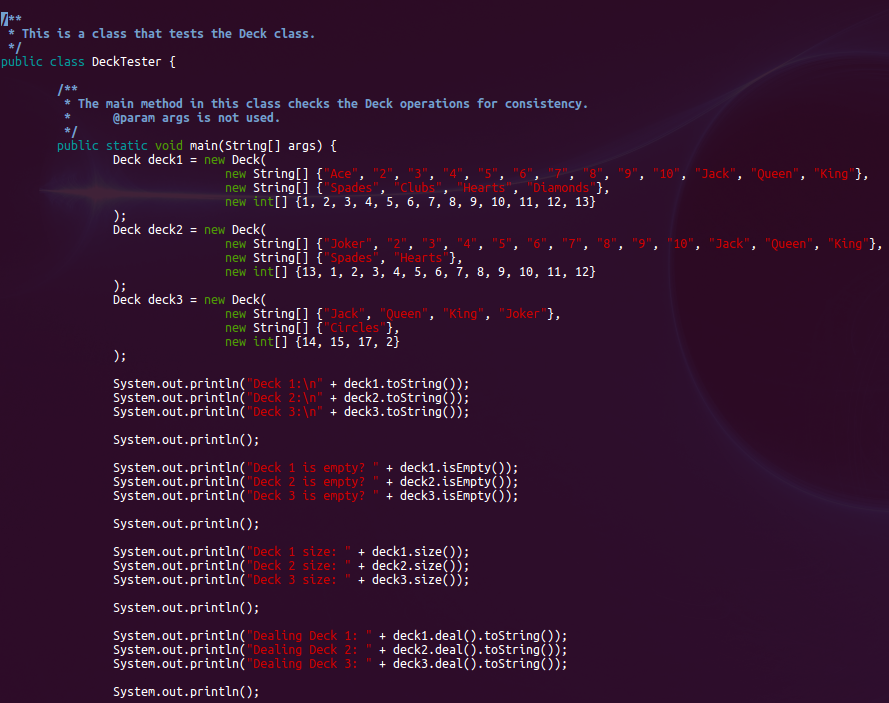 /**
 * This is a class that tests the Deck class.
 */
public class DeckTester {
        /**
         * The main method in this class checks the Deck operations for consistency.
         *      @param args is not used.
         */
        public static void main(String[] args) {
                Deck deck1 = new Deck(
                                new String[] {"Ace", "2", "3", "4", "5", "6", "7", "8", "9", "10", "Jack", "Queen", "King"},
                                new String[] {"Spades", "Clubs", "Hearts", "Diamonds"},
                                new int[] {1, 2, 3, 4, 5, 6, 7, 8, 9, 10, 11, 12, 13}
                );
                Deck deck2 = new Deck(
                                new String[] {"Joker", "2", "3", "4", "5", "6", "7", "8", "9", "10", "Jack", "Queen", "King"},
                                new String[] {"Spades", "Hearts"},
                                new int[] {13, 1, 2, 3, 4, 5, 6, 7, 8, 9, 10, 11, 12}
                );
                Deck deck3 = new Deck(
                                new String[] {"Jack", "Queen", "King", "Joker"},
                                new String[] {"Circles"},
                                new int[] {14, 15, 17, 2}
                );
                System.out.println("Deck 1:\n" + deck1.toString());
                System.out.println("Deck 2:\n" + deck2.toString());
                System.out.println("Deck 3:\n" + deck3.toString());
                System.out.println();
                System.out.println("Deck 1 is empty? " + deck1.isEmpty());
                System.out.println("Deck 2 is empty? " + deck2.isEmpty());
                System.out.println("Deck 3 is empty? " + deck3.isEmpty());
                System.out.println();
                System.out.println("Deck 1 size: " + deck1.size());
                System.out.println("Deck 2 size: " + deck2.size());
                System.out.println("Deck 3 size: " + deck3.size());
                System.out.println();
                System.out.println("Dealing Deck 1: " + deck1.deal().toString());
                System.out.println("Dealing Deck 2: " + deck2.deal().toString());
                System.out.println("Dealing Deck 3: " + deck3.deal().toString());
                System.out.println();